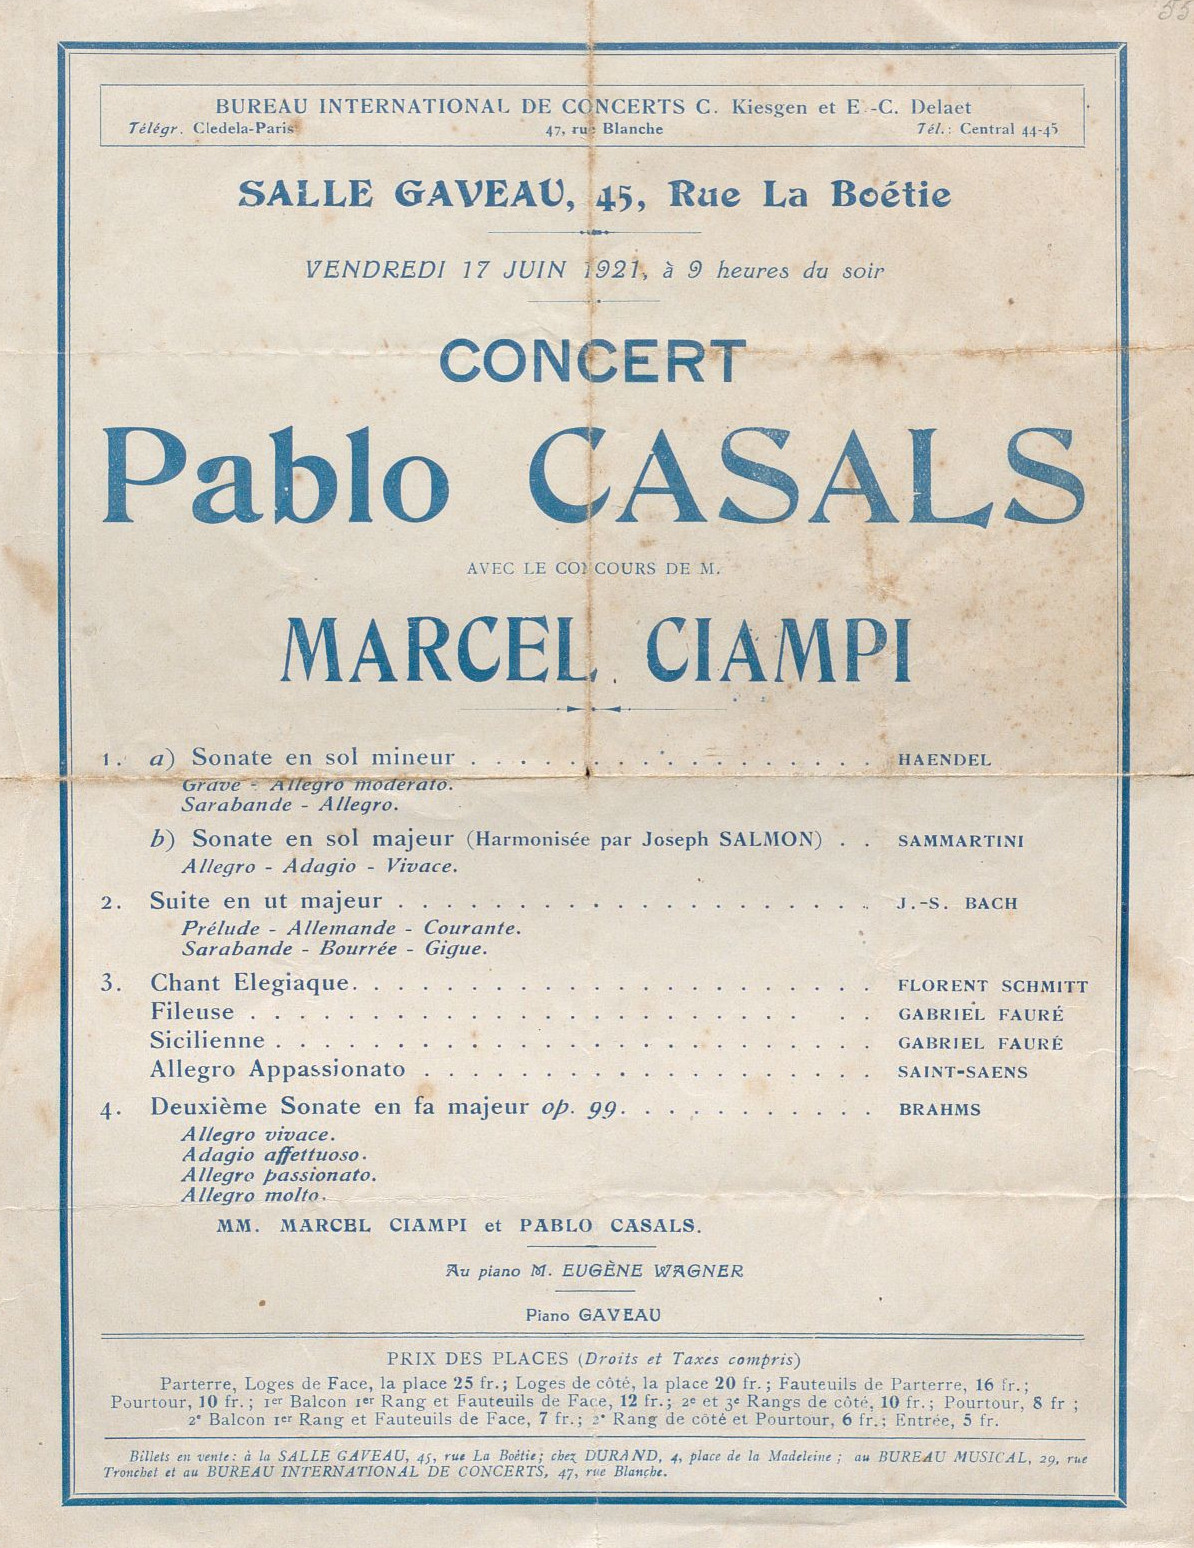 55
BUREAU INTERNATIONAL DE CONCERTS C. Kiesgen et E.-C. Delaet
Télégr. Cledela-Paris 47, rue Blanche Tél.: Central 44-45
SALLE GAVEAU, 45, Rue La Boétie
VENDREDI 17 JUIN 1921, à 9 heures du soir
CONCERT
Pablo CASALS
AVEC LE CONCOURS DE M.
MARCEL CIAMPI
1. a) Sonate en sol mineur . . . . . . . . . . . . . . . . . HAENDEL
Grave - Allegro moderato.
Sarabande - Allegro.
b) Sonate en sol majeur (Harmonisée par Joseph SALMON) . . SAMMARTINI
Allegro - Adagio - Vivace.
2. Suite en ut majeur . . . . . . . . . . . . . . . . . . . J.-S. BACH
Prélude - Allemande - Courante.
Sarabande - Bourrée - Gigue.
3. Chant Elegiaque. . . . . . . . . . . . . . . . . . . . . FLORENT SCHMITT
Fileuse . . . . . . . . . . . . . . . . . . . . . . . . GABRIEL FAURÉ
Sicilienne . . . . . . . . . . . . . . . . . . . . . . . . GABRIEL FAURÉ
Allegro Appassionato . . . . . . . . . . . . . . . . . . SAINT-SAENS
4. Deuxième Sonate en fa majeur op. 99. . . . . . . . . . . BRAHMS
Allegro vivace.
Adagio affettuoso.
Allegro passionato.
Allegro molto.
MM. MARCEL CIAMPI et PABLO CASALS.
Au piano M. EUGÈNE WAGNER
Piano GAVEAU
PRIX DES PLACES (Droits et Taxes compris)
Parterre, Loges de Face, la place 25 fr.; Loges de côté, la place 20 fr.; Fauteuils de Parterre, 16 fr.;
Pourtour, 10 fr.; 1er Balcon 1er Rang et Fauteuils de Face, 12 fr.; 2e et 3e Rangs de côté, 10 fr.; Pourtour, 8 fr ;
2e Balcon 1er Rang et Fauteuils de Face, 7 fr.; 2e Rang de côté et Pourtour, 6 fr.; Entrée, 5 fr.
Billets en vente: à la SALLE GAVEAU, 45, rue La Boëtie; chez DURAND, 4, place de la Madeleine; au BUREAU MUSICAL, 29, rue
Tronchet et au BUREAU INTERNATIONAL DE CONCERTS, 47, rue Blanche.